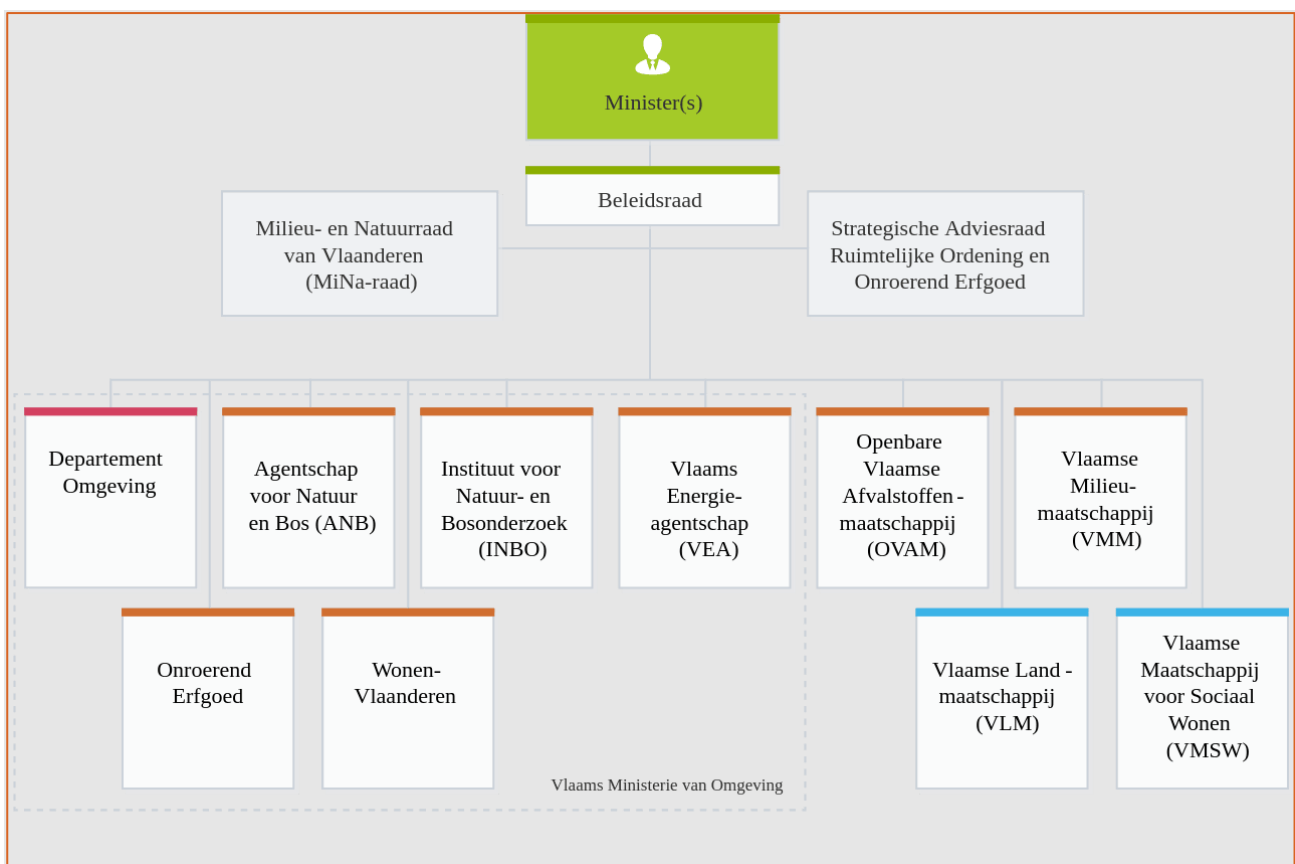 Minister(s)
Beleidsraad
Milieu- en Natuurraad
van Vlaanderen
(MiNa-raad)
Strategische Adviesraad
Ruimtelijke Ordening en
Onroerend Erfgoed
Departement
Omgeving
Agentschap
voor Natuur
en Bos (ANB)
Instituut voor
Natuur- en
Bosonderzoek
(INBO)
Vlaams
Energie-
agentschap
(VEA)
Openbare
Vlaamse
Afvalstoffen-
maatschappij
(OVAM)
Vlaamse
Milieu-
maatschappij
(VMM)
Onroerend
Erfgoed
Wonen-
Vlaanderen
Vlaamse Land-
maatschappij
(VLM)
Vlaamse
Maatschappij
voor Sociaal
Wonen
(VMSW)
Vlaams Ministerie van Omgeving